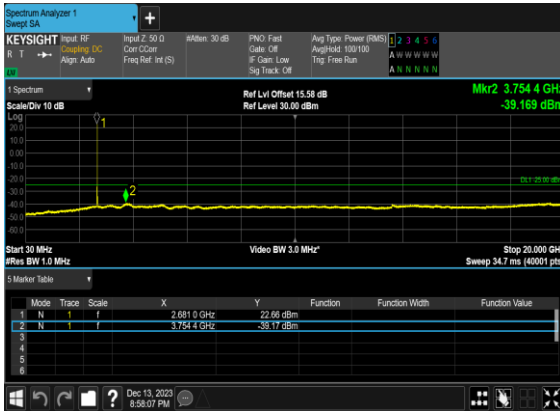 Spectrum Analyzer 1
Swept SA
+
KEYSIGHT
R T
Input: RF
Coupling: DC
Align: Auto
Input Z: 50 Ω
Corr CCorr
Freq Ref: Int (S)
#Atten: 30 dB
PNO: Fast
Gate: Off
IF Gain: Low
Sig Track: Off
Avg Type: Power (RMS)
Avg|Hold: 100/100
Trig: Free Run
1 2 3 4 5 6
A W W W W W
A N N N N N
1 Spectrum
Scale/Div 10 dB
Ref Lvl Offset 15.58 dB
Ref Level 30.00 dBm
Mkr2 3.754 4 GHz
-39.169 dBm
Log
20.0
10.0
0.00
-10.0
-20.0
-30.0
-40.0
-50.0
-60.0
1
2
DL1 -25.00 dBm
Start 30 MHz
#Res BW 1.0 MHz
Video BW 3.0 MHz*
Stop 20.000 GHz
Sweep 34.7 ms (40001 pts)
5 Marker Table
Mode Trace Scale X Y Function Function Width Function Value
1 N 1 f 2.681 0 GHz 22.66 dBm
2 N 1 f 3.754 4 GHz -39.17 dBm
3
4
5
6
?
Dec 13, 2023
8:58:07 PM